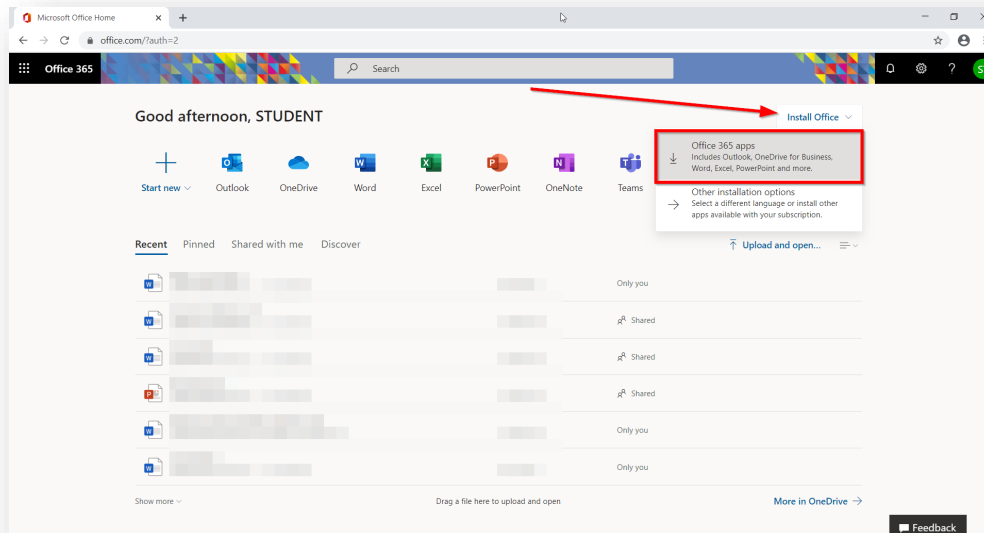 Microsoft Office Home
office.com/?auth=2
Office 365
Search
Good afternoon, STUDENT
Install Office
Office 365 apps
Includes Outlook, OneDrive for Business,
Word, Excel, PowerPoint and more.
Other installation options
Select a different language or install other
apps available with your subscription.
Start new
Outlook
OneDrive
Word
Excel
PowerPoint
OneNote
Teams
Recent
Pinned
Shared with me
Discover
Upload and open...
Only you
Shared
Shared
Shared
Only you
Only you
Show more
Drag a file here to upload and open
More in OneDrive
Feedback